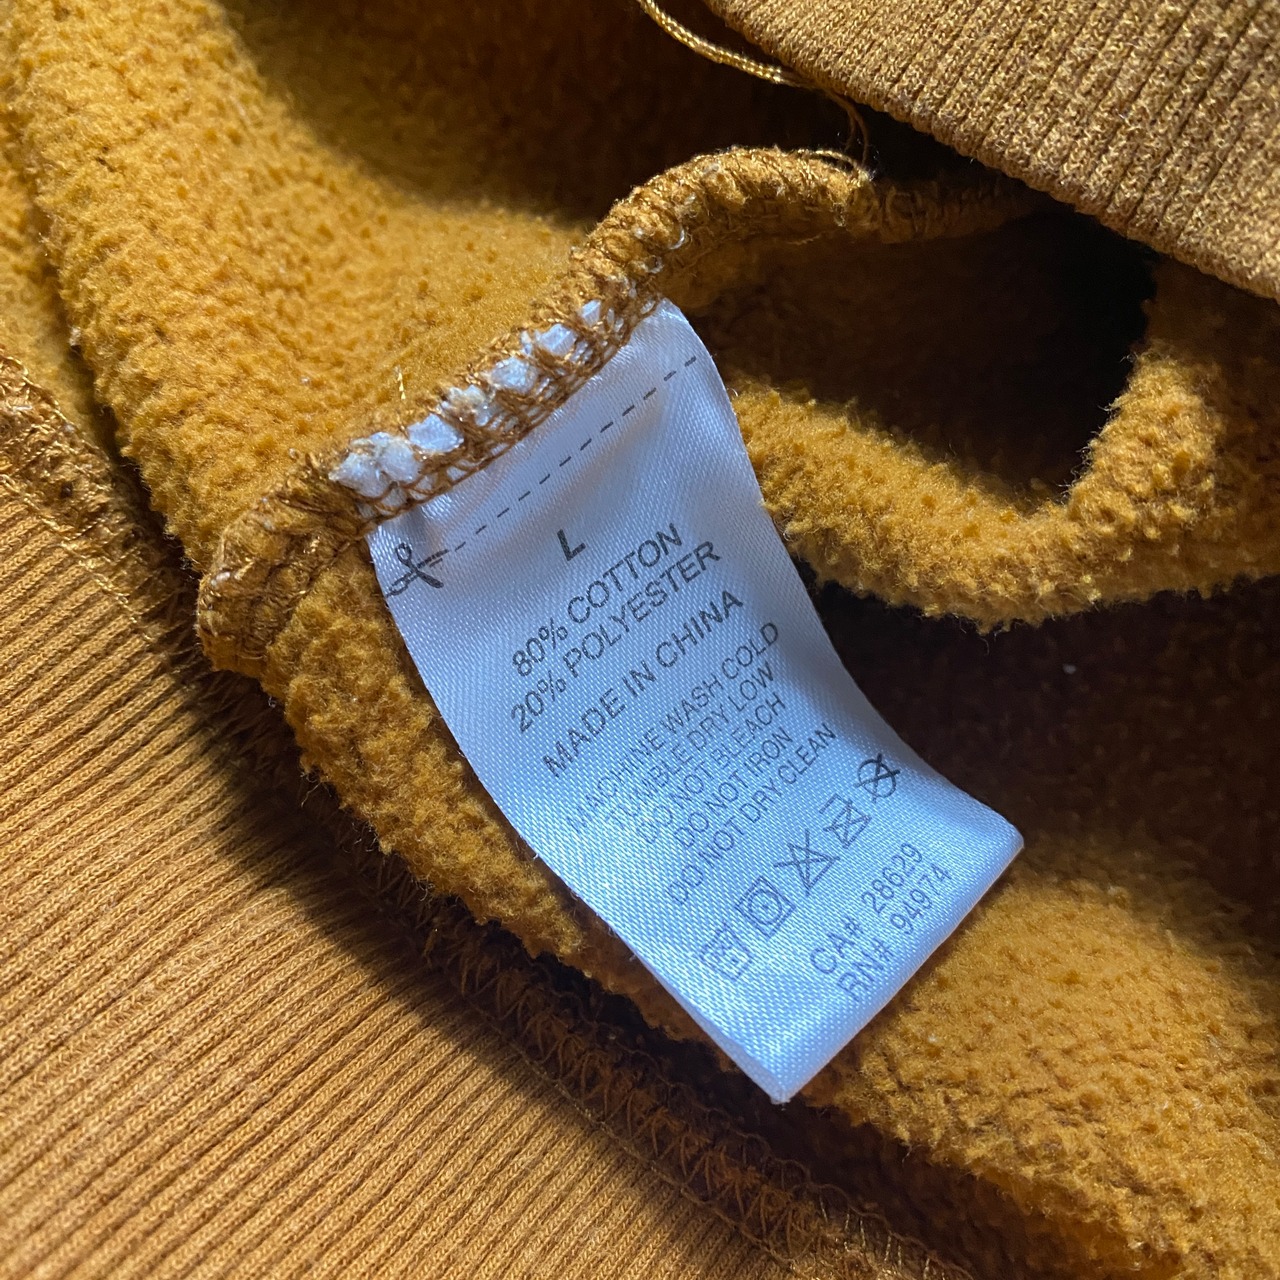 L
80% COTTON
20% POLYESTER
MADE IN CHINA
MACHINE WASH COLD
TUMBLE DRY LOW
DO NOT BLEACH
DO NOT IRON
DO NOT DRY CLEAN
CA# 28629
RN# 94974